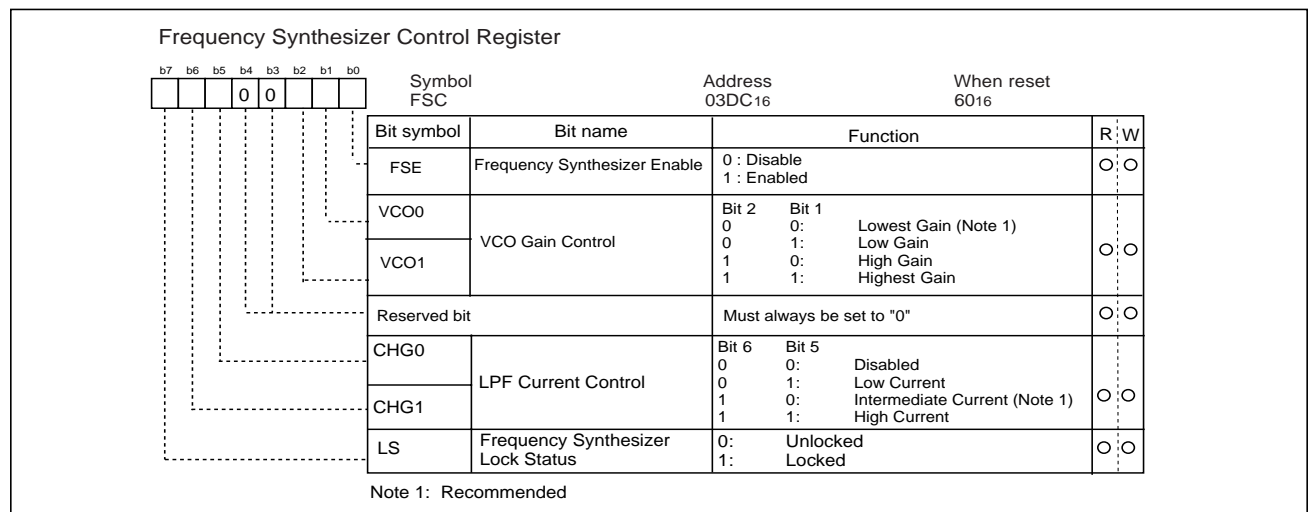 Frequency Synthesizer Control Register
b7 b6 b5 b4 b3 b2 b1 b0
0 0
Symbol Address When reset
FSC 03DC16 6016
Bit symbol Bit name Function R W
FSE Frequency Synthesizer Enable 0 : Disable
1 : Enabled
O O
VCO0
VCO1
VCO Gain Control
Bit 2 Bit 1
0 0: Lowest Gain (Note 1)
0 1: Low Gain
1 0: High Gain
1 1: Highest Gain
O O
Reserved bit Must always be set to "0" O O
CHG0
CHG1
LPF Current Control
Bit 6 Bit 5
0 0: Disabled
0 1: Low Current
1 0: Intermediate Current (Note 1)
1 1: High Current
O O
LS
Frequency Synthesizer
Lock Status
0: Unlocked
1: Locked
O O
Note 1: Recommended